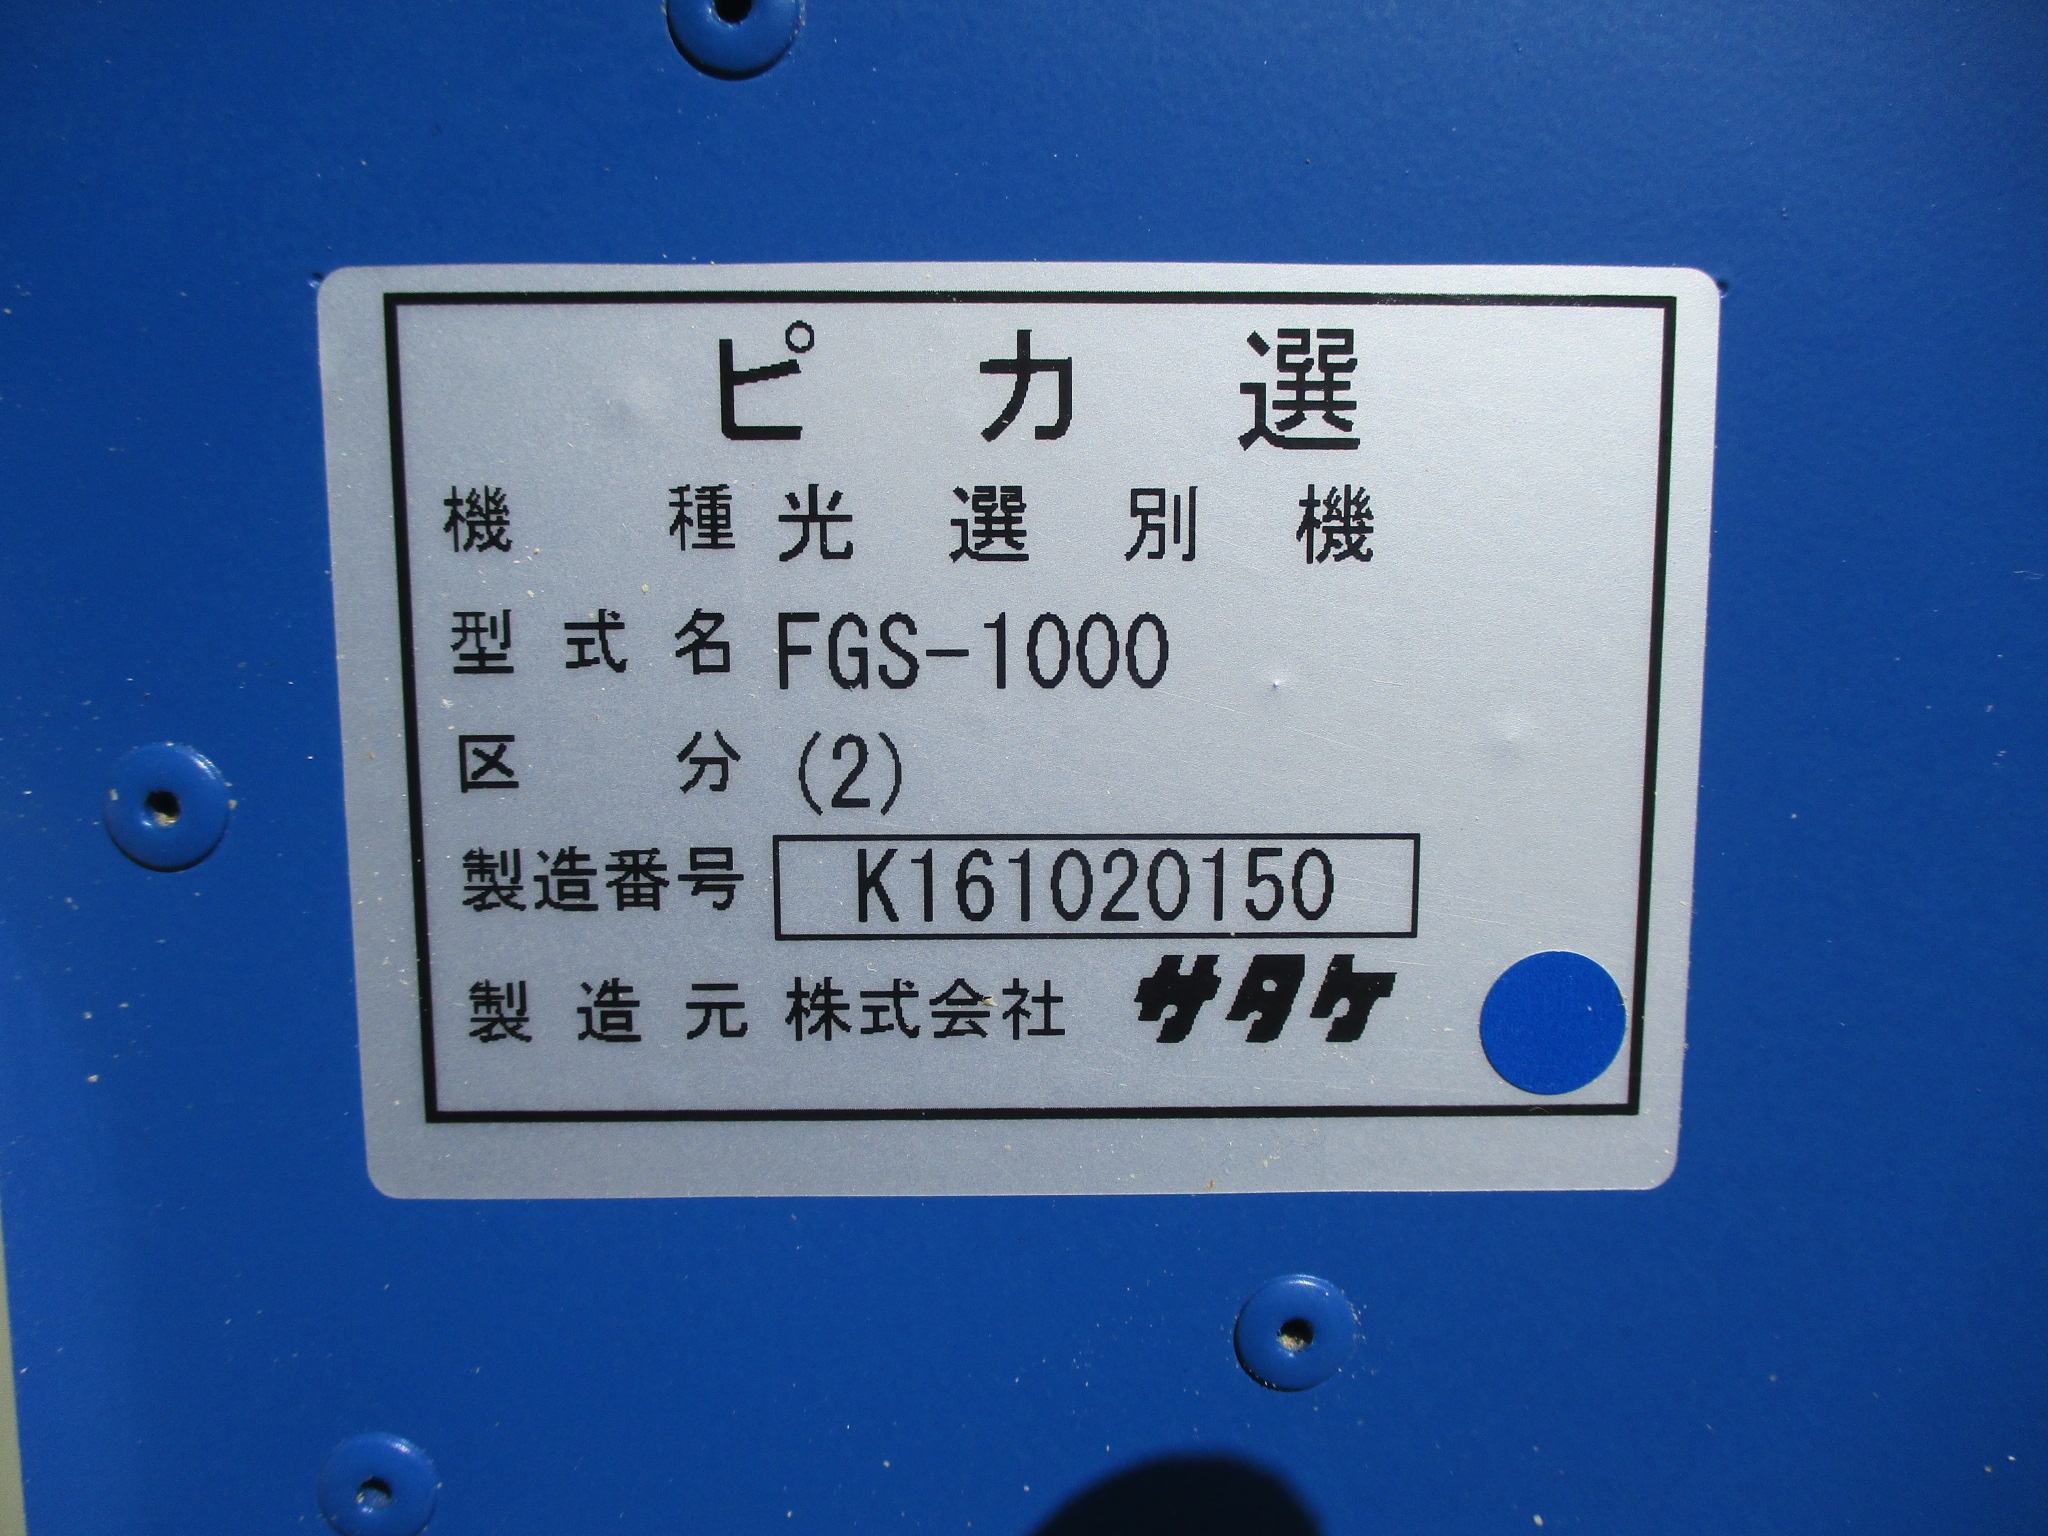 ピカ選
機種 光選別機
型式名 FGS-1000
区分 (2)
製造番号 K161020150
製造元 株式会社 サタケ